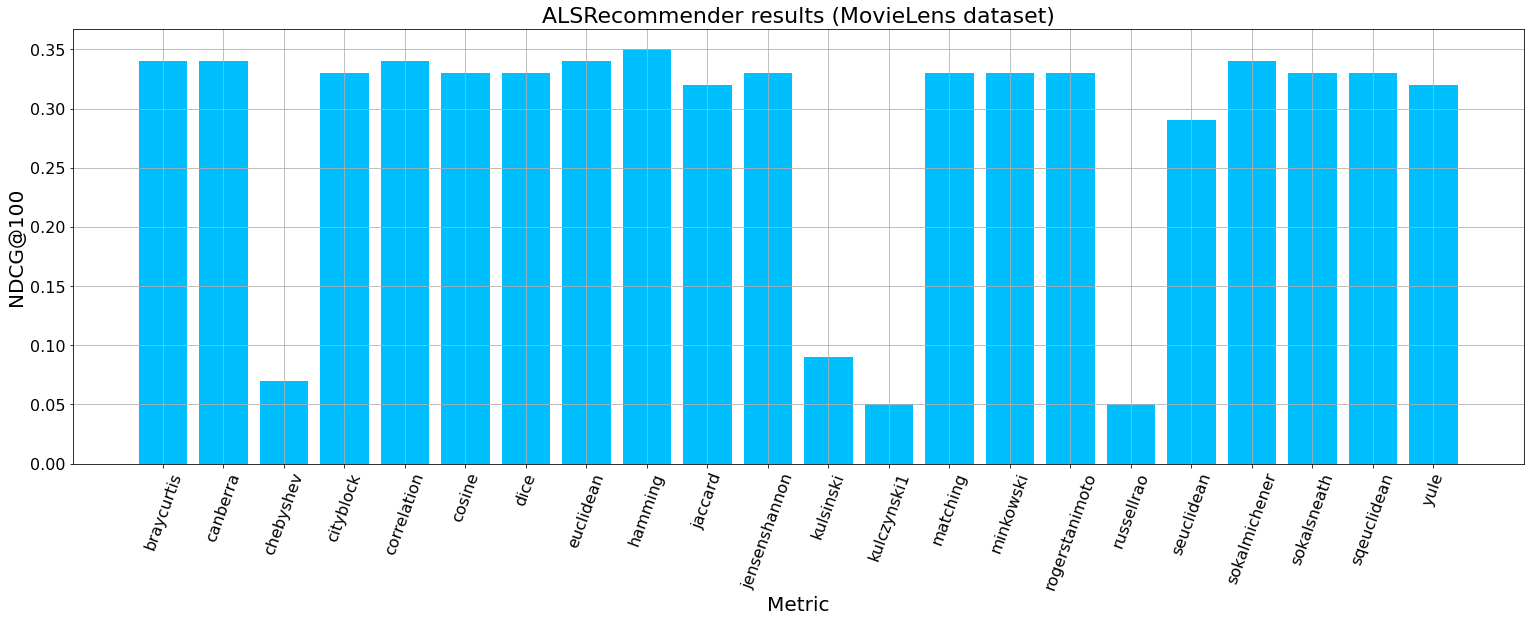 ALSRecommender results (MovieLens dataset)
NDCG@100
0.35
0.30
0.25
0.20
0.15
0.10
0.05
0.00
braycurtis
canberra
chebyshev
cityblock
correlation
cosine
dice
euclidean
hamming
jaccard
jensenshannon
kulsinski
kulczynski1
matching
minkowski
rogerstanimoto
russellrao
seuclidean
sokalmichener
sokalsneath
sqeuclidean
yule
Metric